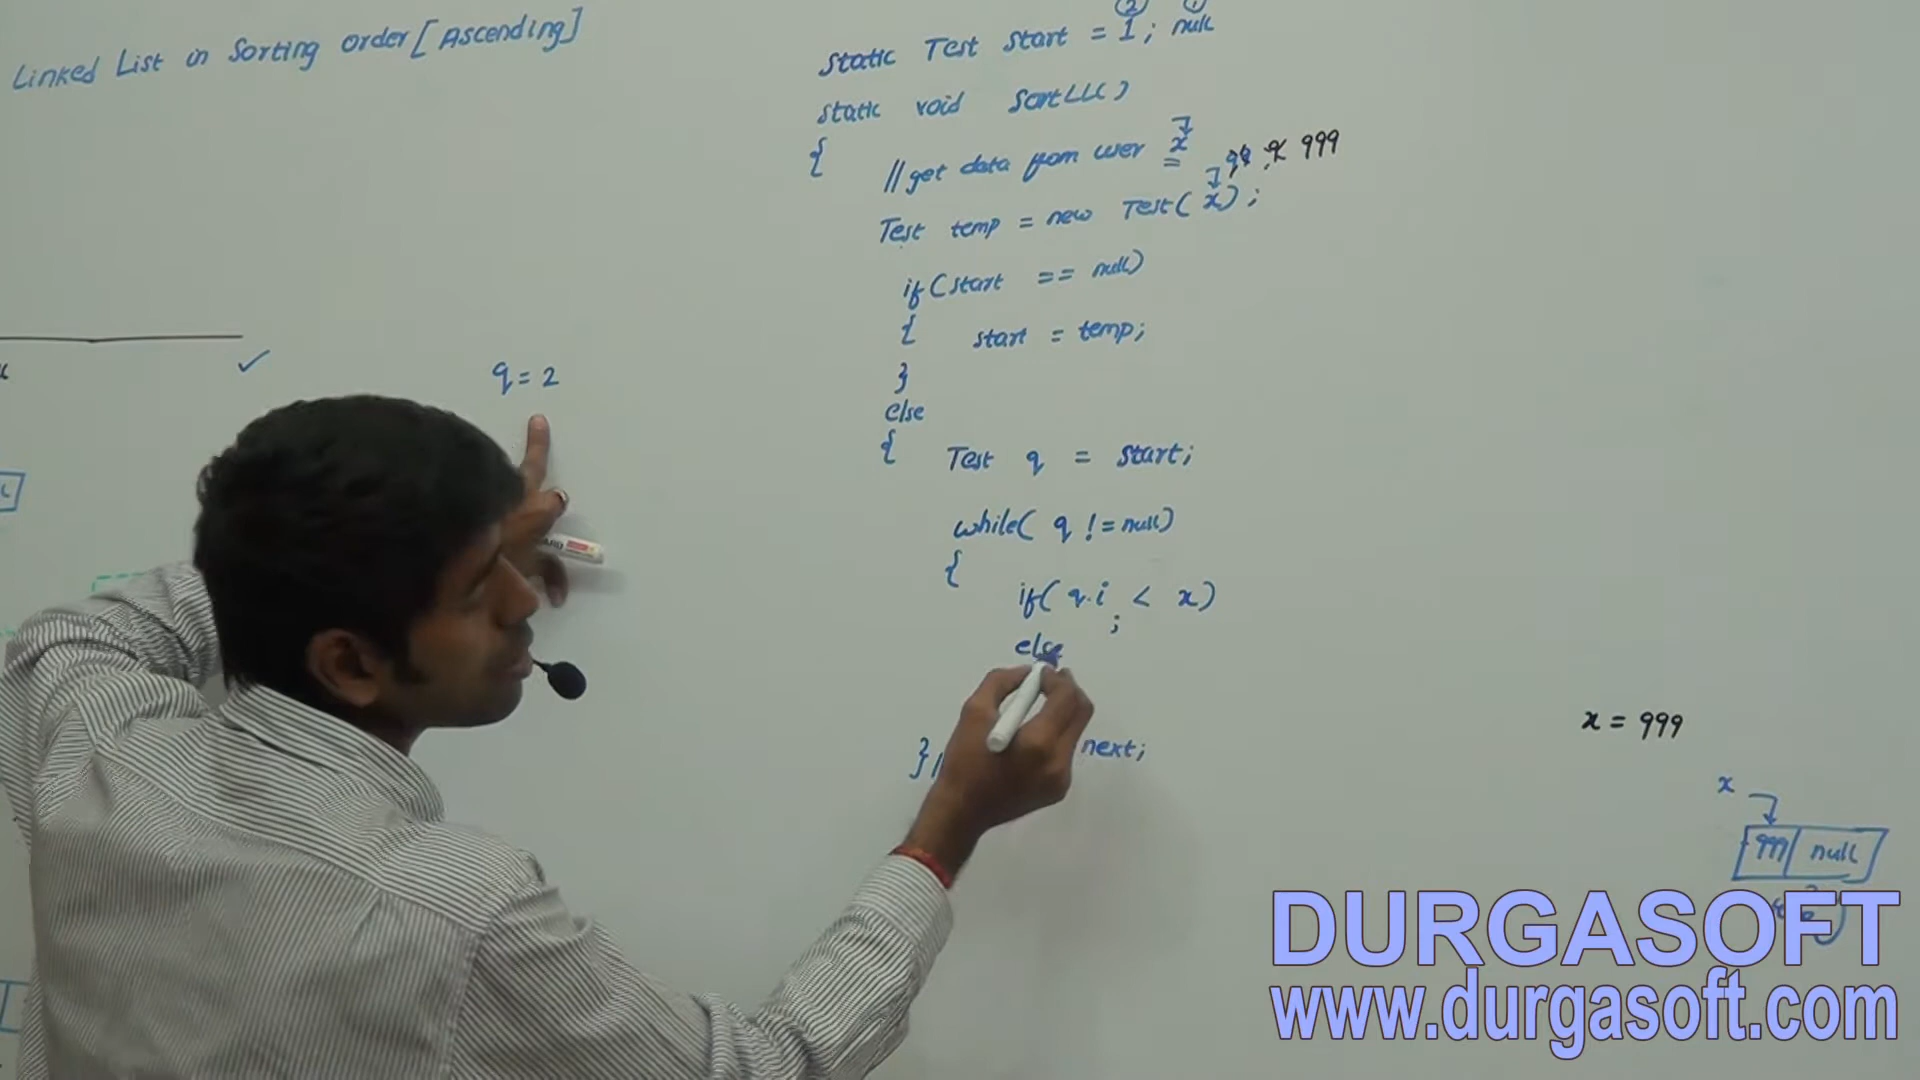 Linked List in Sorting order [Ascending]
q = 2
static Test start = 1; null
static void SortLL()
{ //get data from user x
999
Test temp = new Test( x );
if(start == null)
{ start = temp;
}
else
{ Test q = start;
while( q != null)
{
if( q.i < x)
;
else
} next;
x = 999
x
999 null
DURGASOFT
www.durgasoft.com